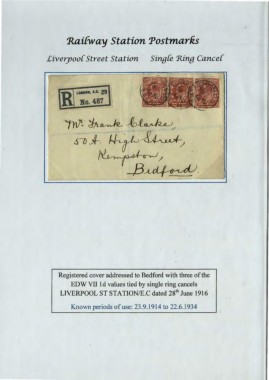 Railway Station Postmarks
Liverpool Street Station Single Ring Cancel
R
LONDON, E.C. 29
No. 487
Mr. Frank Clarke,
50A High Street,
Kempston,
Bedford
Registered cover addressed to Bedford with three of the
EDW VII 1d values tied by single ring cancels
LIVERPOOL ST STATION/E.C dated 28th June 1916
Known periods of use: 23.9.1914 to 22.6.1934